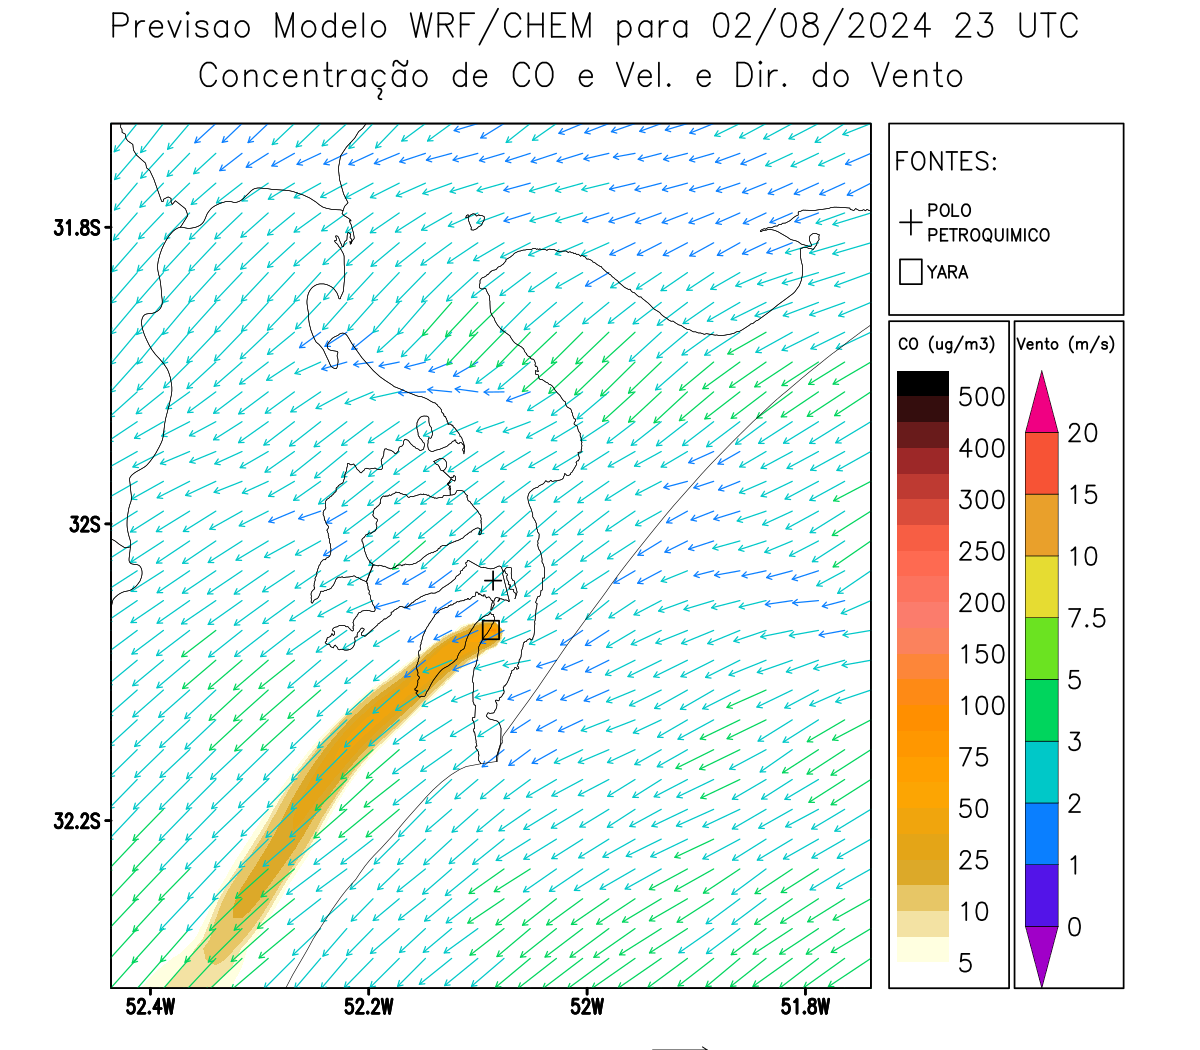 Previsao Modelo WRF/CHEM para 02/08/2024 23 UTC
Concentração de CO e Vel. e Dir. do Vento
FONTES:
POLO
PETROQUIMICO
YARA
31.8S
32S
32.2S
52.4W
52.2W
52W
51.8W
CO (ug/m3)
500
400
300
250
200
150
100
75
50
25
10
5
Vento (m/s)
20
15
10
7.5
5
3
2
1
0